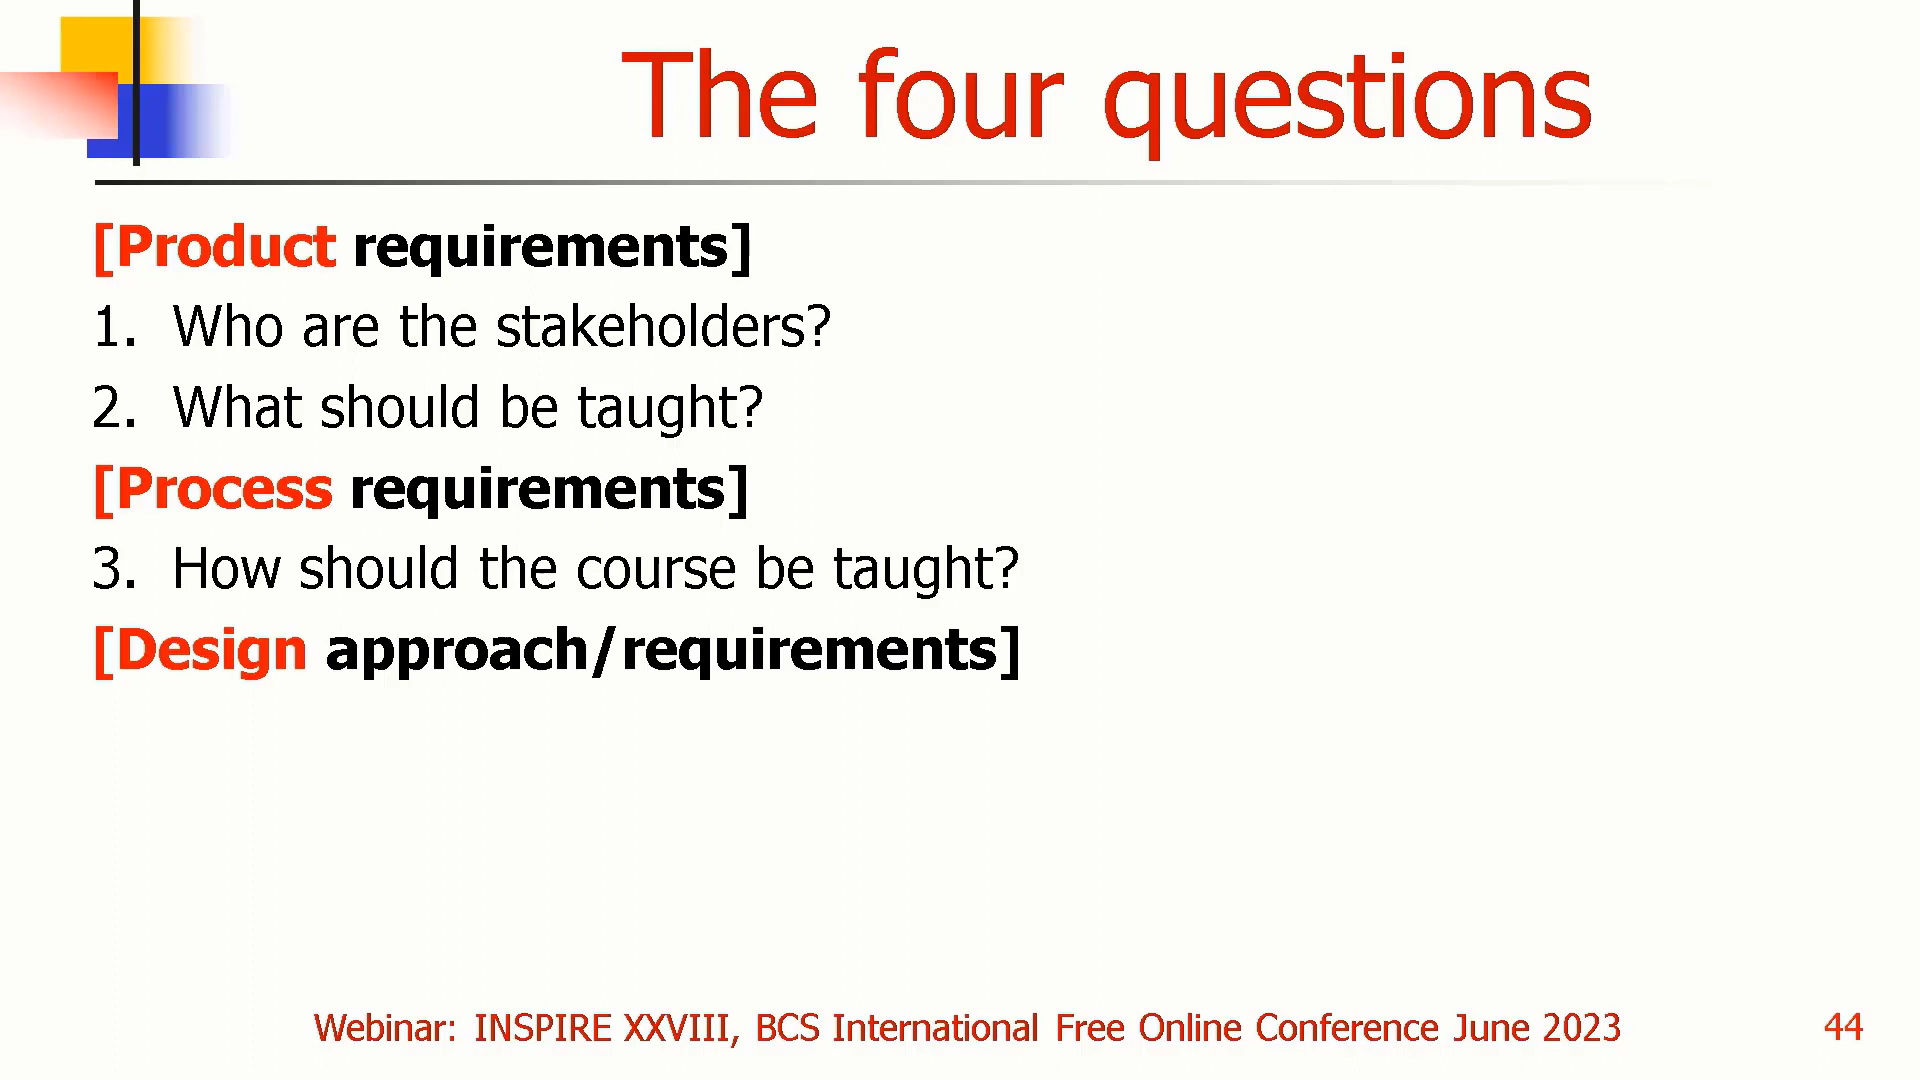 The four questions
[Product requirements]
1. Who are the stakeholders?
2. What should be taught?
[Process requirements]
3. How should the course be taught?
[Design approach/requirements]
Webinar: INSPIRE XXVIII, BCS International Free Online Conference June 2023
44